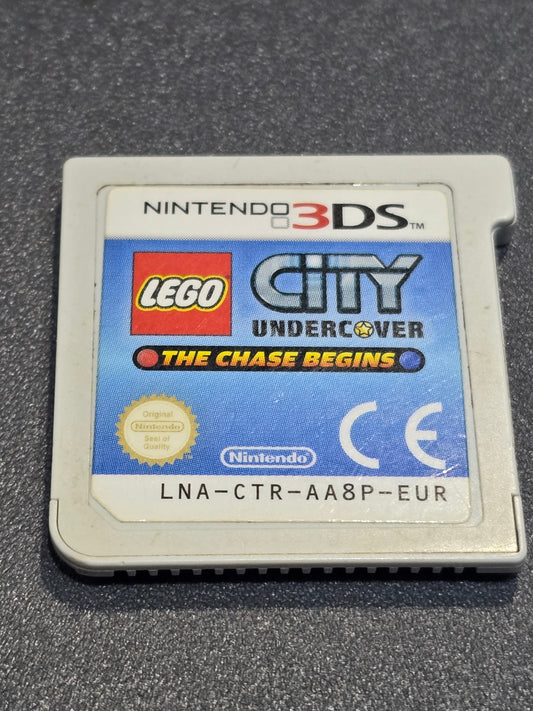 NINTENDO 3DS™
LEGO
CITY
UNDERCOVER
THE CHASE BEGINS
Original
Nintendo
Seal of
Quality
Nintendo
CE
LNA-CTR-AA8P-EUR